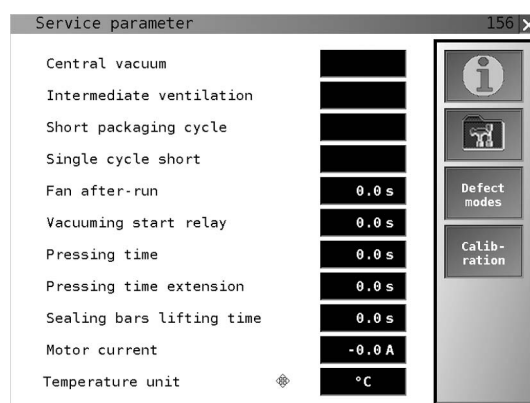 Service parameter 156
Central vacuum
Intermediate ventilation
Short packaging cycle
Single cycle short
Fan after-run 0.0 s
Vacuuming start relay 0.0 s
Pressing time 0.0 s
Pressing time extension 0.0 s
Sealing bars lifting time 0.0 s
Motor current -0.0 A
Temperature unit °C
i
Defect
modes
Calib-
ration